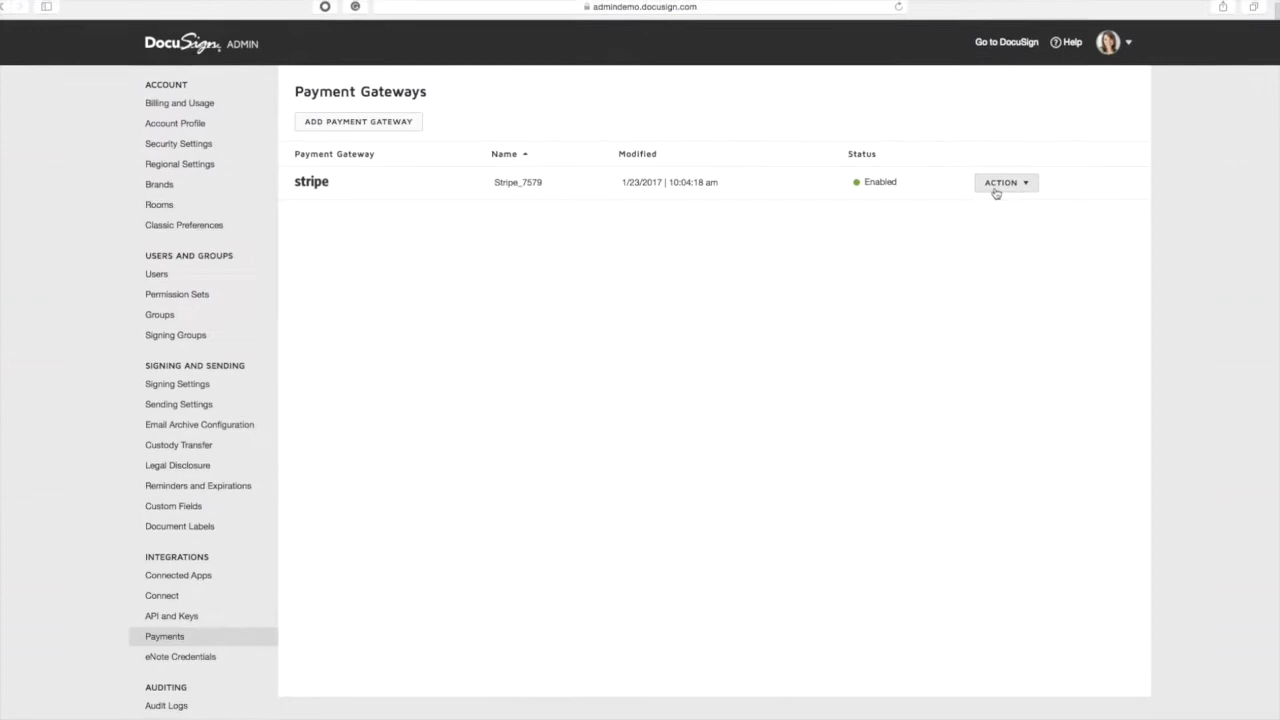 admindemo.docusign.com
DocuSign ADMIN
Go to DocuSign
? Help
ACCOUNT
Billing and Usage
Account Profile
Security Settings
Regional Settings
Brands
Rooms
Classic Preferences
USERS AND GROUPS
Users
Permission Sets
Groups
Signing Groups
SIGNING AND SENDING
Signing Settings
Sending Settings
Email Archive Configuration
Custody Transfer
Legal Disclosure
Reminders and Expirations
Custom Fields
Document Labels
INTEGRATIONS
Connected Apps
Connect
API and Keys
Payments
eNote Credentials
AUDITING
Audit Logs
Payment Gateways
ADD PAYMENT GATEWAY
Payment Gateway Name Modified Status
stripe Stripe_7579 1/23/2017 | 10:04:18 am Enabled ACTION